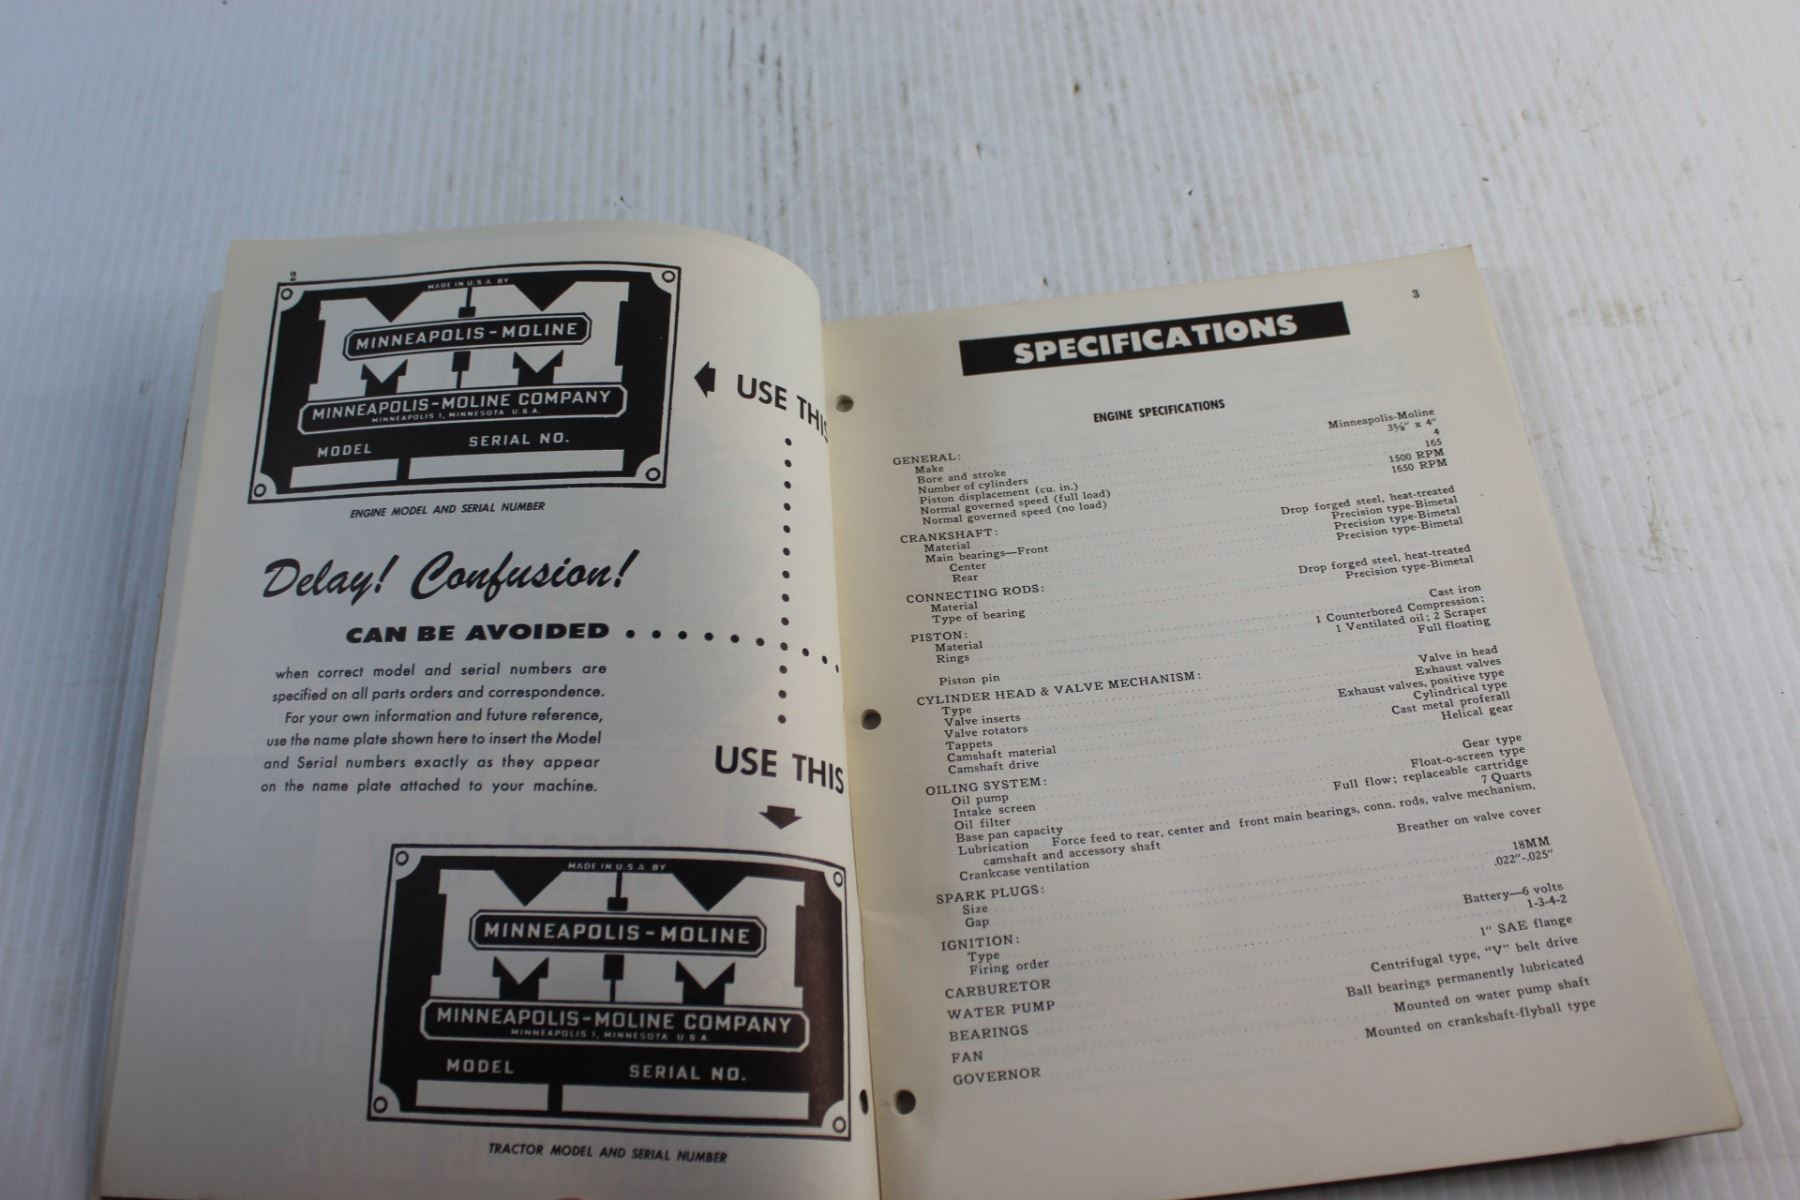 2
MADE IN U.S.A. BY
MINNEAPOLIS-MOLINE
MINNEAPOLIS-MOLINE COMPANY
MINNEAPOLIS 1, MINNESOTA U.S.A.
MODEL SERIAL NO.
ENGINE MODEL AND SERIAL NUMBER
USE THIS
Delay! Confusion!
CAN BE AVOIDED
when correct model and serial numbers are
specified on all parts orders and correspondence.
For your own information and future reference,
use the name plate shown here to insert the Model
and Serial numbers exactly as they appear
on the name plate attached to your machine.
USE THIS
MADE IN U.S.A. BY
MINNEAPOLIS-MOLINE
MINNEAPOLIS-MOLINE COMPANY
MINNEAPOLIS 1, MINNESOTA U.S.A.
MODEL SERIAL NO.
TRACTOR MODEL AND SERIAL NUMBER
3
SPECIFICATIONS
ENGINE SPECIFICATIONS
GENERAL:
Make Minneapolis-Moline
Bore and stroke 3⅝" x 4"
Number of cylinders 4
Piston displacement (cu. in.) 165
Normal governed speed (full load) 1500 RPM
Normal governed speed (no load) 1650 RPM
CRANKSHAFT:
Material Drop forged steel, heat-treated
Main bearings—Front Precision type-Bimetal
Center Precision type-Bimetal
Rear Precision type-Bimetal
CONNECTING RODS:
Material Drop forged steel, heat-treated
Type of bearing Precision type-Bimetal
PISTON:
Material Cast iron
Rings 1 Counterbored Compression;
1 Ventilated oil; 2 Scraper
Piston pin Full floating
CYLINDER HEAD & VALVE MECHANISM:
Type Valve in head
Valve inserts Exhaust valves
Valve rotators Exhaust valves, positive type
Tappets Cylindrical type
Camshaft material Cast metal proferall
Camshaft drive Helical gear
OILING SYSTEM:
Oil pump Gear type
Intake screen Float-o-screen type
Oil filter Full flow; replaceable cartridge
Base pan capacity 7 Quarts
Lubrication Force feed to rear, center and front main bearings, conn. rods, valve mechanism,
camshaft and accessory shaft
Crankcase ventilation Breather on valve cover
SPARK PLUGS:
Size 18MM
Gap .022"-.025"
IGNITION:
Type Battery—6 volts
Firing order 1-3-4-2
CARBURETOR 1" SAE flange
WATER PUMP Centrifugal type, "V" belt drive
BEARINGS Ball bearings permanently lubricated
FAN Mounted on water pump shaft
GOVERNOR Mounted on crankshaft-flyball type